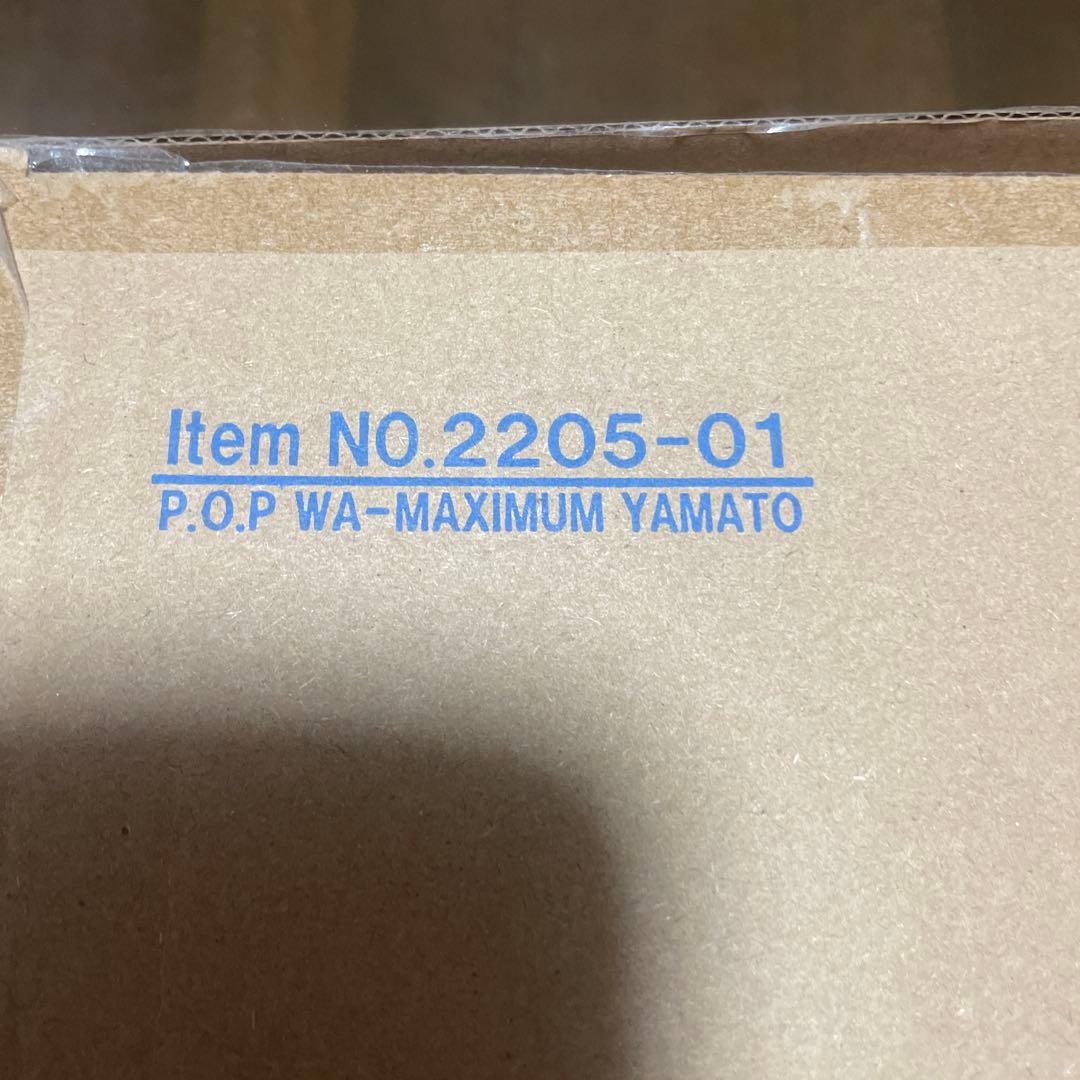 Item NO.2205-01
P.O.P WA-MAXIMUM YAMATO